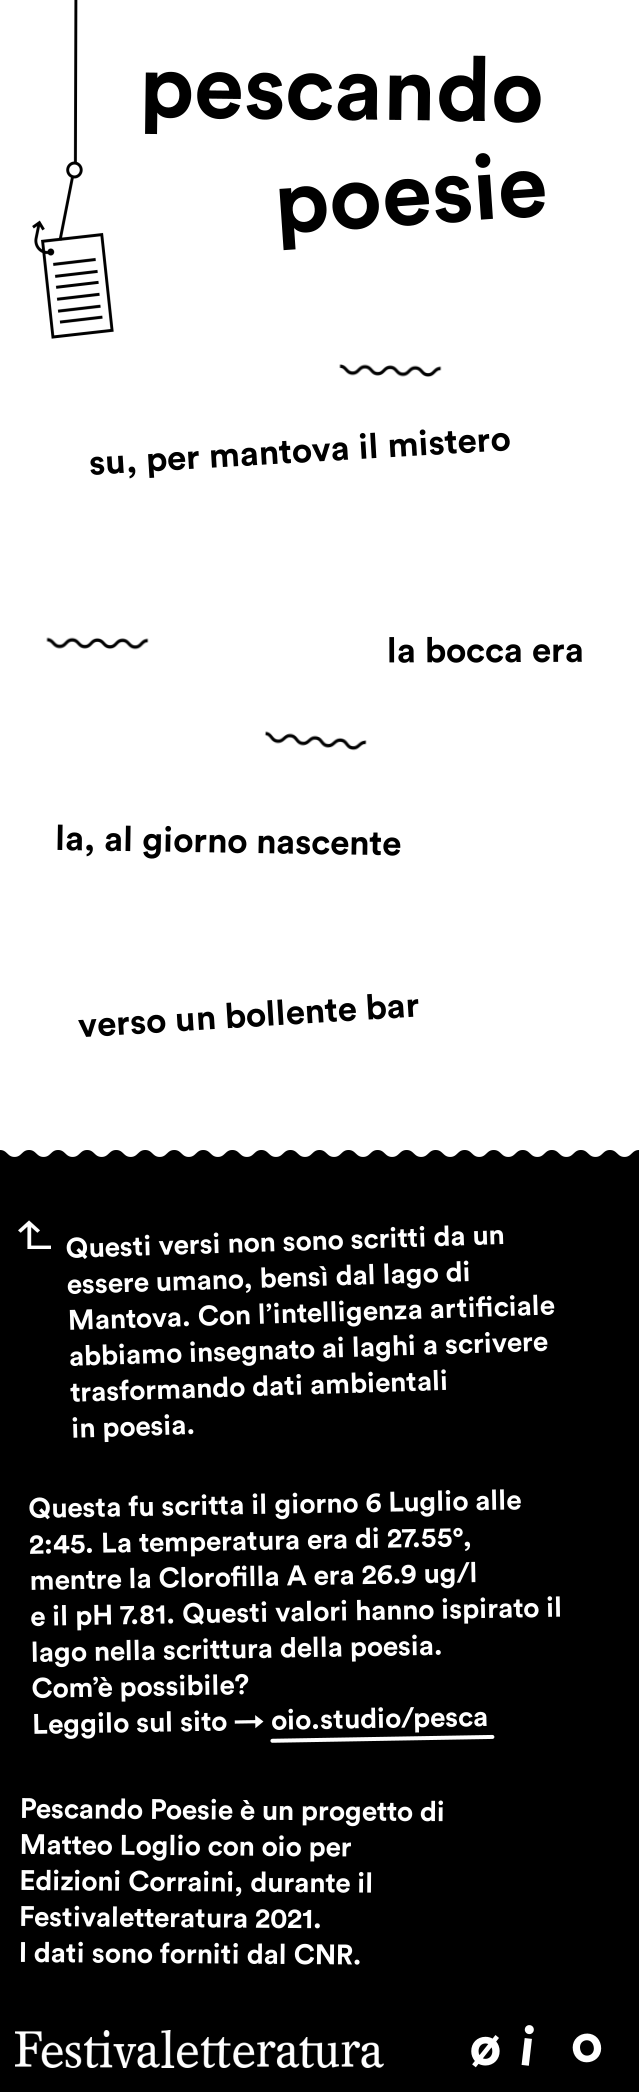 pescando
poesie
su, per mantova il mistero
la bocca era
la, al giorno nascente
verso un bollente bar
Questi versi non sono scritti da un
essere umano, bensì dal lago di
Mantova. Con l’intelligenza artificiale
abbiamo insegnato ai laghi a scrivere
trasformando dati ambientali
in poesia.
Questa fu scritta il giorno 6 Luglio alle
2:45. La temperatura era di 27.55°,
mentre la Clorofilla A era 26.9 ug/l
e il pH 7.81. Questi valori hanno ispirato il
lago nella scrittura della poesia.
Com’è possibile?
Leggilo sul sito → oio.studio/pesca
Pescando Poesie è un progetto di
Matteo Loglio con oio per
Edizioni Corraini, durante il
Festivaletteratura 2021.
I dati sono forniti dal CNR.
Festivaletteratura øio